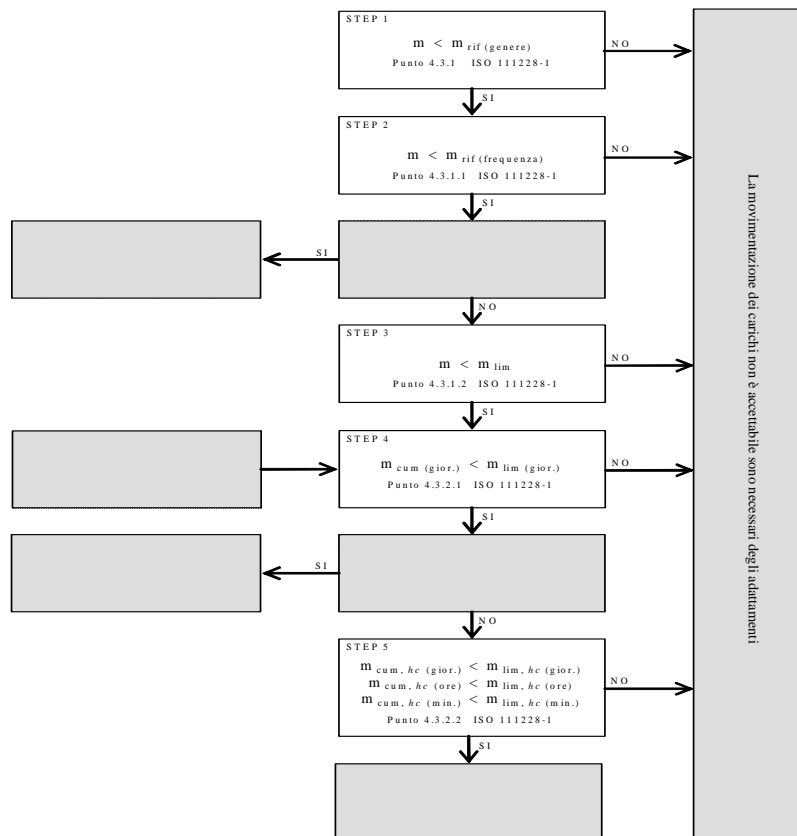 STEP 1
m < m rif (genere)
Punto 4.3.1 ISO 111228-1
NO
SI
STEP 2
m < m rif (frequenza)
Punto 4.3.1.1 ISO 111228-1
NO
SI
SI
NO
STEP 3
m < m lim
Punto 4.3.1.2 ISO 111228-1
NO
SI
STEP 4
m cum (gior.) < m lim (gior.)
Punto 4.3.2.1 ISO 111228-1
NO
SI
SI
NO
STEP 5
m cum, hc (gior.) < m lim, hc (gior.)
m cum, hc (ore) < m lim, hc (ore)
m cum, hc (min.) < m lim, hc (min.)
Punto 4.3.2.2 ISO 111228-1
NO
SI
La movimentazione dei carichi non è accettabile sono necessari degli adattamenti